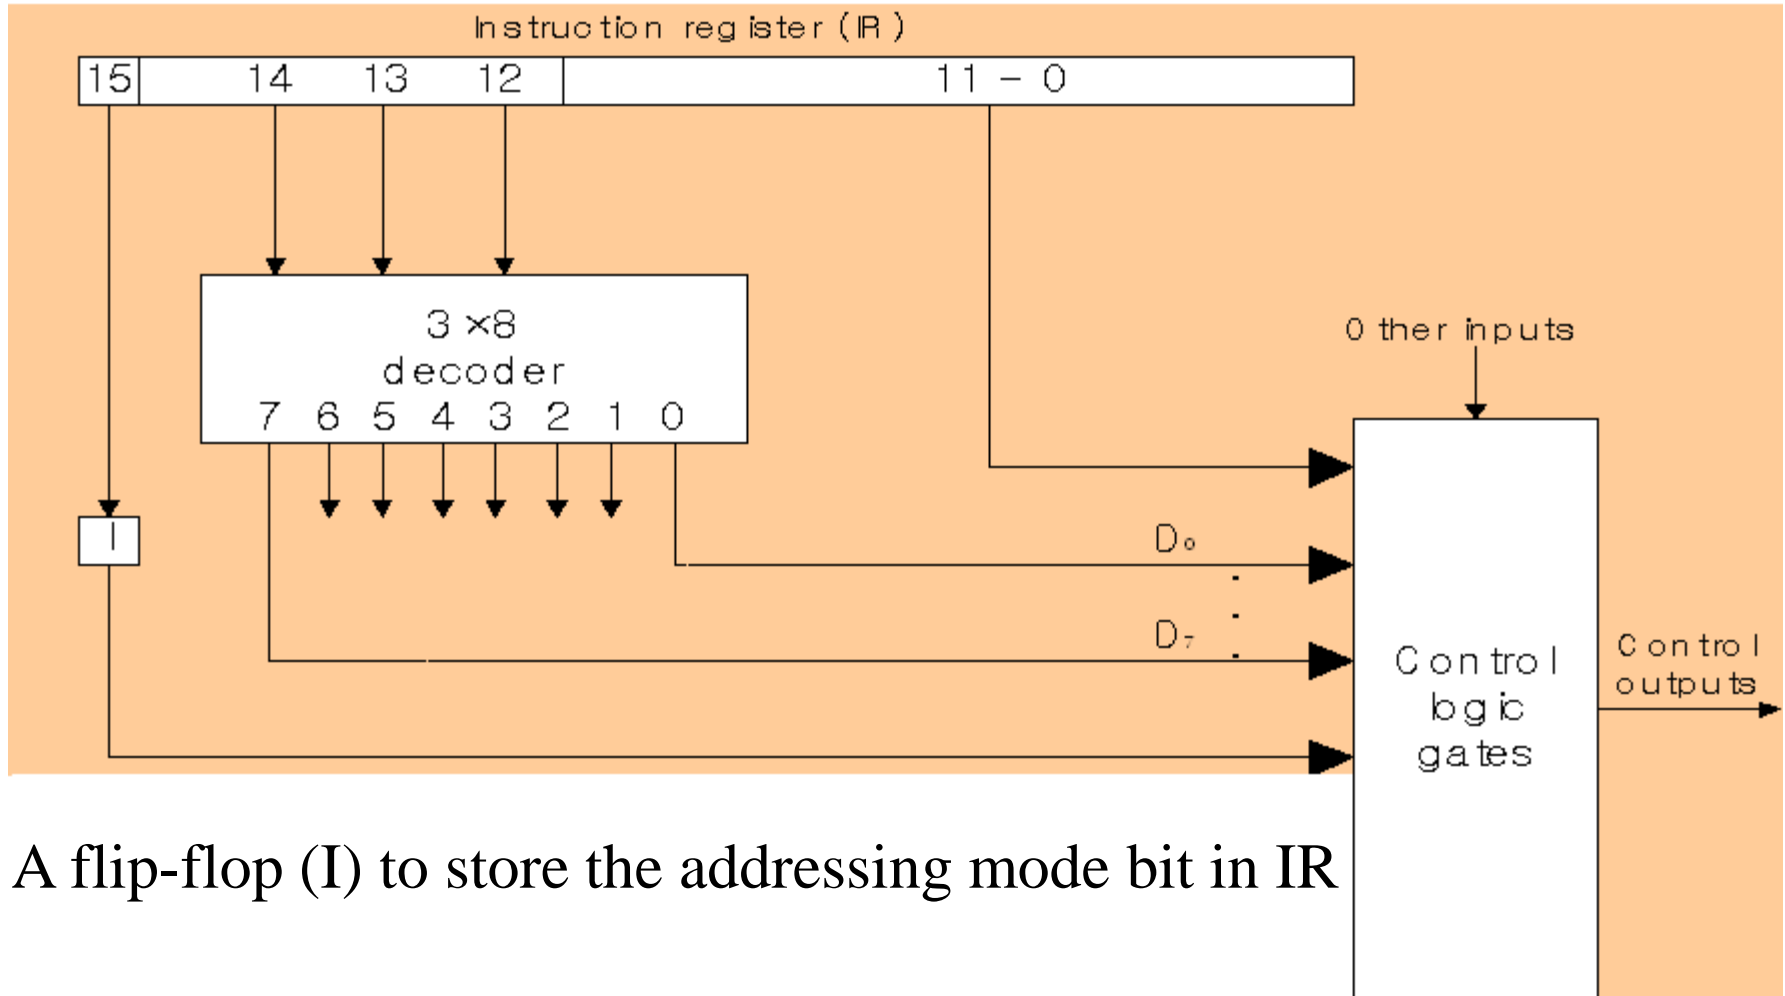 Instruction register (IR)
15 14 13 12 11 - 0
3 ×8
decoder
7 6 5 4 3 2 1 0
Other inputs
I
D₀
D₇
Control
logic
gates
Control
outputs
A flip-flop (I) to store the addressing mode bit in IR